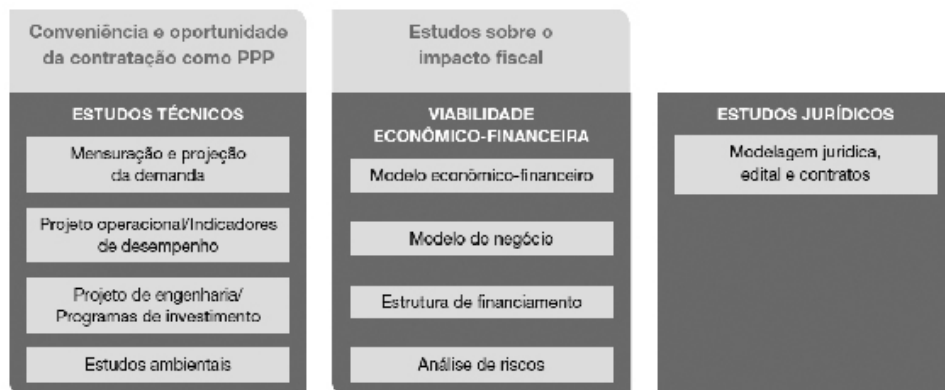 Conveniência e oportunidade
da contratação como PPP
ESTUDOS TÉCNICOS
Mensuração e projeção
da demanda
Projeto operacional/Indicadores
de desempenho
Projeto de engenharia/
Programas de investimento
Estudos ambientais
Estudos sobre o
impacto fiscal
VIABILIDADE
ECONÔMICO-FINANCEIRA
Modelo econômico-financeiro
Modelo de negócio
Estrutura de financiamento
Análise de riscos
ESTUDOS JURÍDICOS
Modelagem jurídica,
edital e contratos